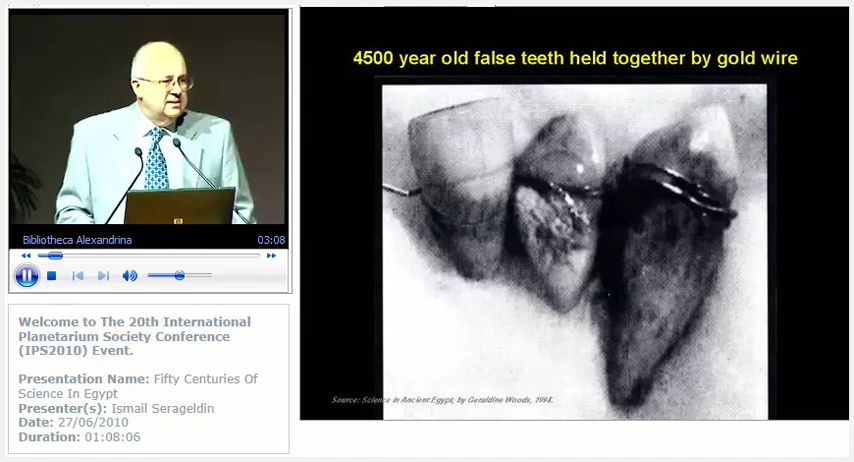 4500 year old false teeth held together by gold wire
Bibliotheca Alexandrina 03:08
Welcome to The 20th International
Planetarium Society Conference
(IPS2010) Event.
Presentation Name: Fifty Centuries Of
Science In Egypt
Presenter(s): Ismail Serageldin
Date: 27/06/2010
Duration: 01:08:06
Source: Science in Ancient Egypt, by Geraldine Woods, 1998.